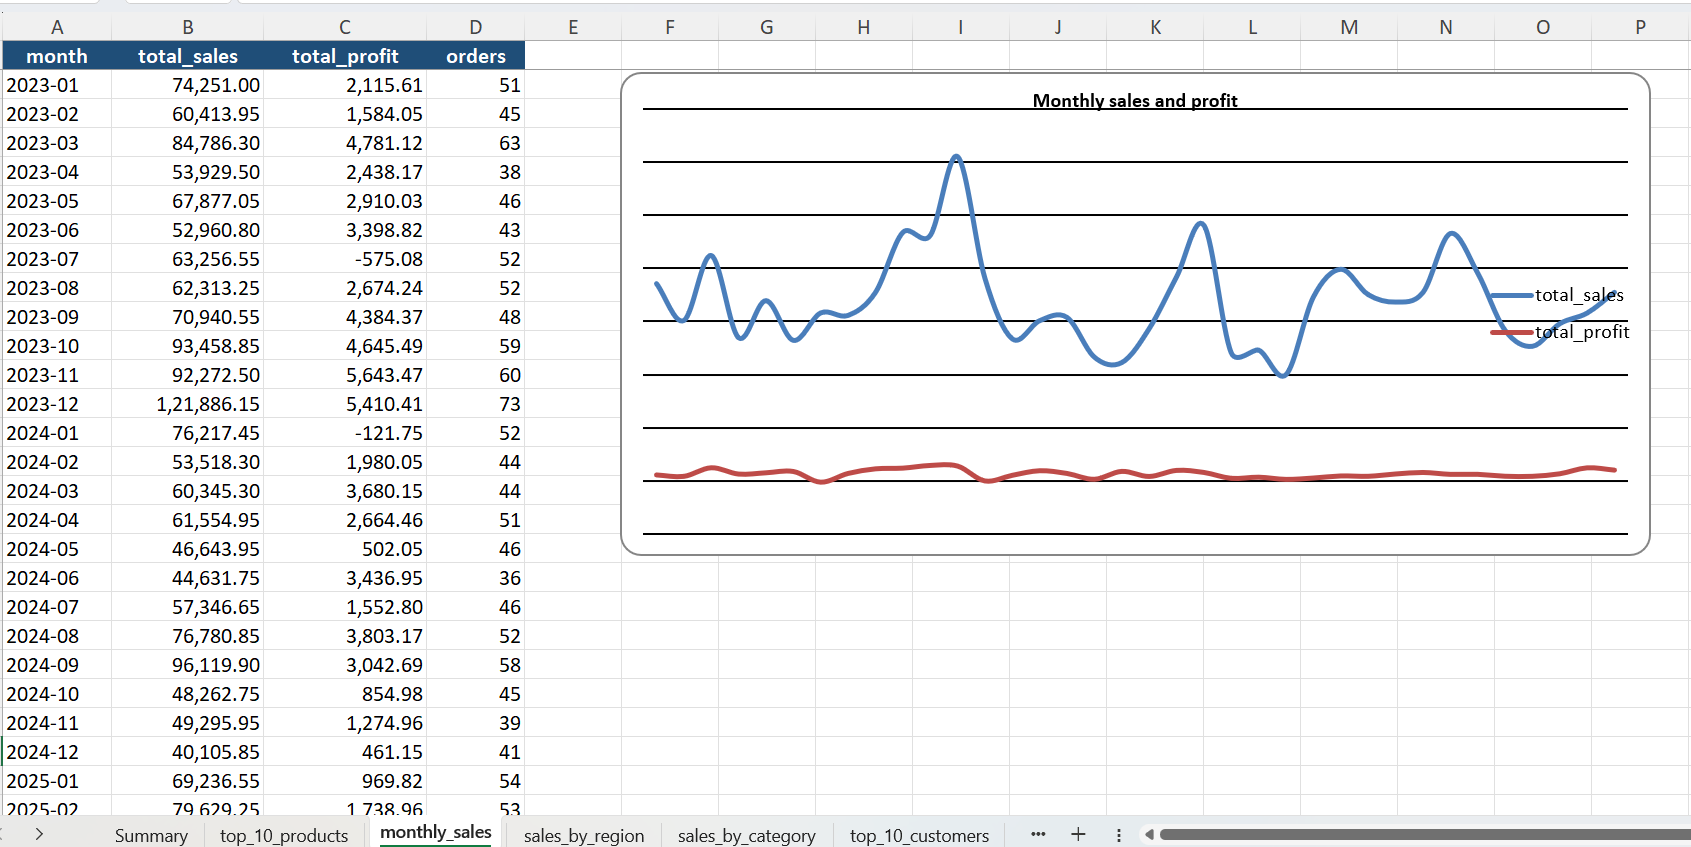 A B C D E F G H I J K L M N O P
month total_sales total_profit orders
2023-01 74,251.00 2,115.61 51
2023-02 60,413.95 1,584.05 45
2023-03 84,786.30 4,781.12 63
2023-04 53,929.50 2,438.17 38
2023-05 67,877.05 2,910.03 46
2023-06 52,960.80 3,398.82 43
2023-07 63,256.55 -575.08 52
2023-08 62,313.25 2,674.24 52
2023-09 70,940.55 4,384.37 48
2023-10 93,458.85 4,645.49 59
2023-11 92,272.50 5,643.47 60
2023-12 1,21,886.15 5,410.41 73
2024-01 76,217.45 -121.75 52
2024-02 53,518.30 1,980.05 44
2024-03 60,345.30 3,680.15 44
2024-04 61,554.95 2,664.46 51
2024-05 46,643.95 502.05 46
2024-06 44,631.75 3,436.95 36
2024-07 57,346.65 1,552.80 46
2024-08 76,780.85 3,803.17 52
2024-09 96,119.90 3,042.69 58
2024-10 48,262.75 854.98 45
2024-11 49,295.95 1,274.96 39
2024-12 40,105.85 461.15 41
2025-01 69,236.55 969.82 54
2025-02 79,629.25 1,738.96 53
Monthly sales and profit
total_sales
total_profit
Summary top_10_products monthly_sales sales_by_region sales_by_category top_10_customers